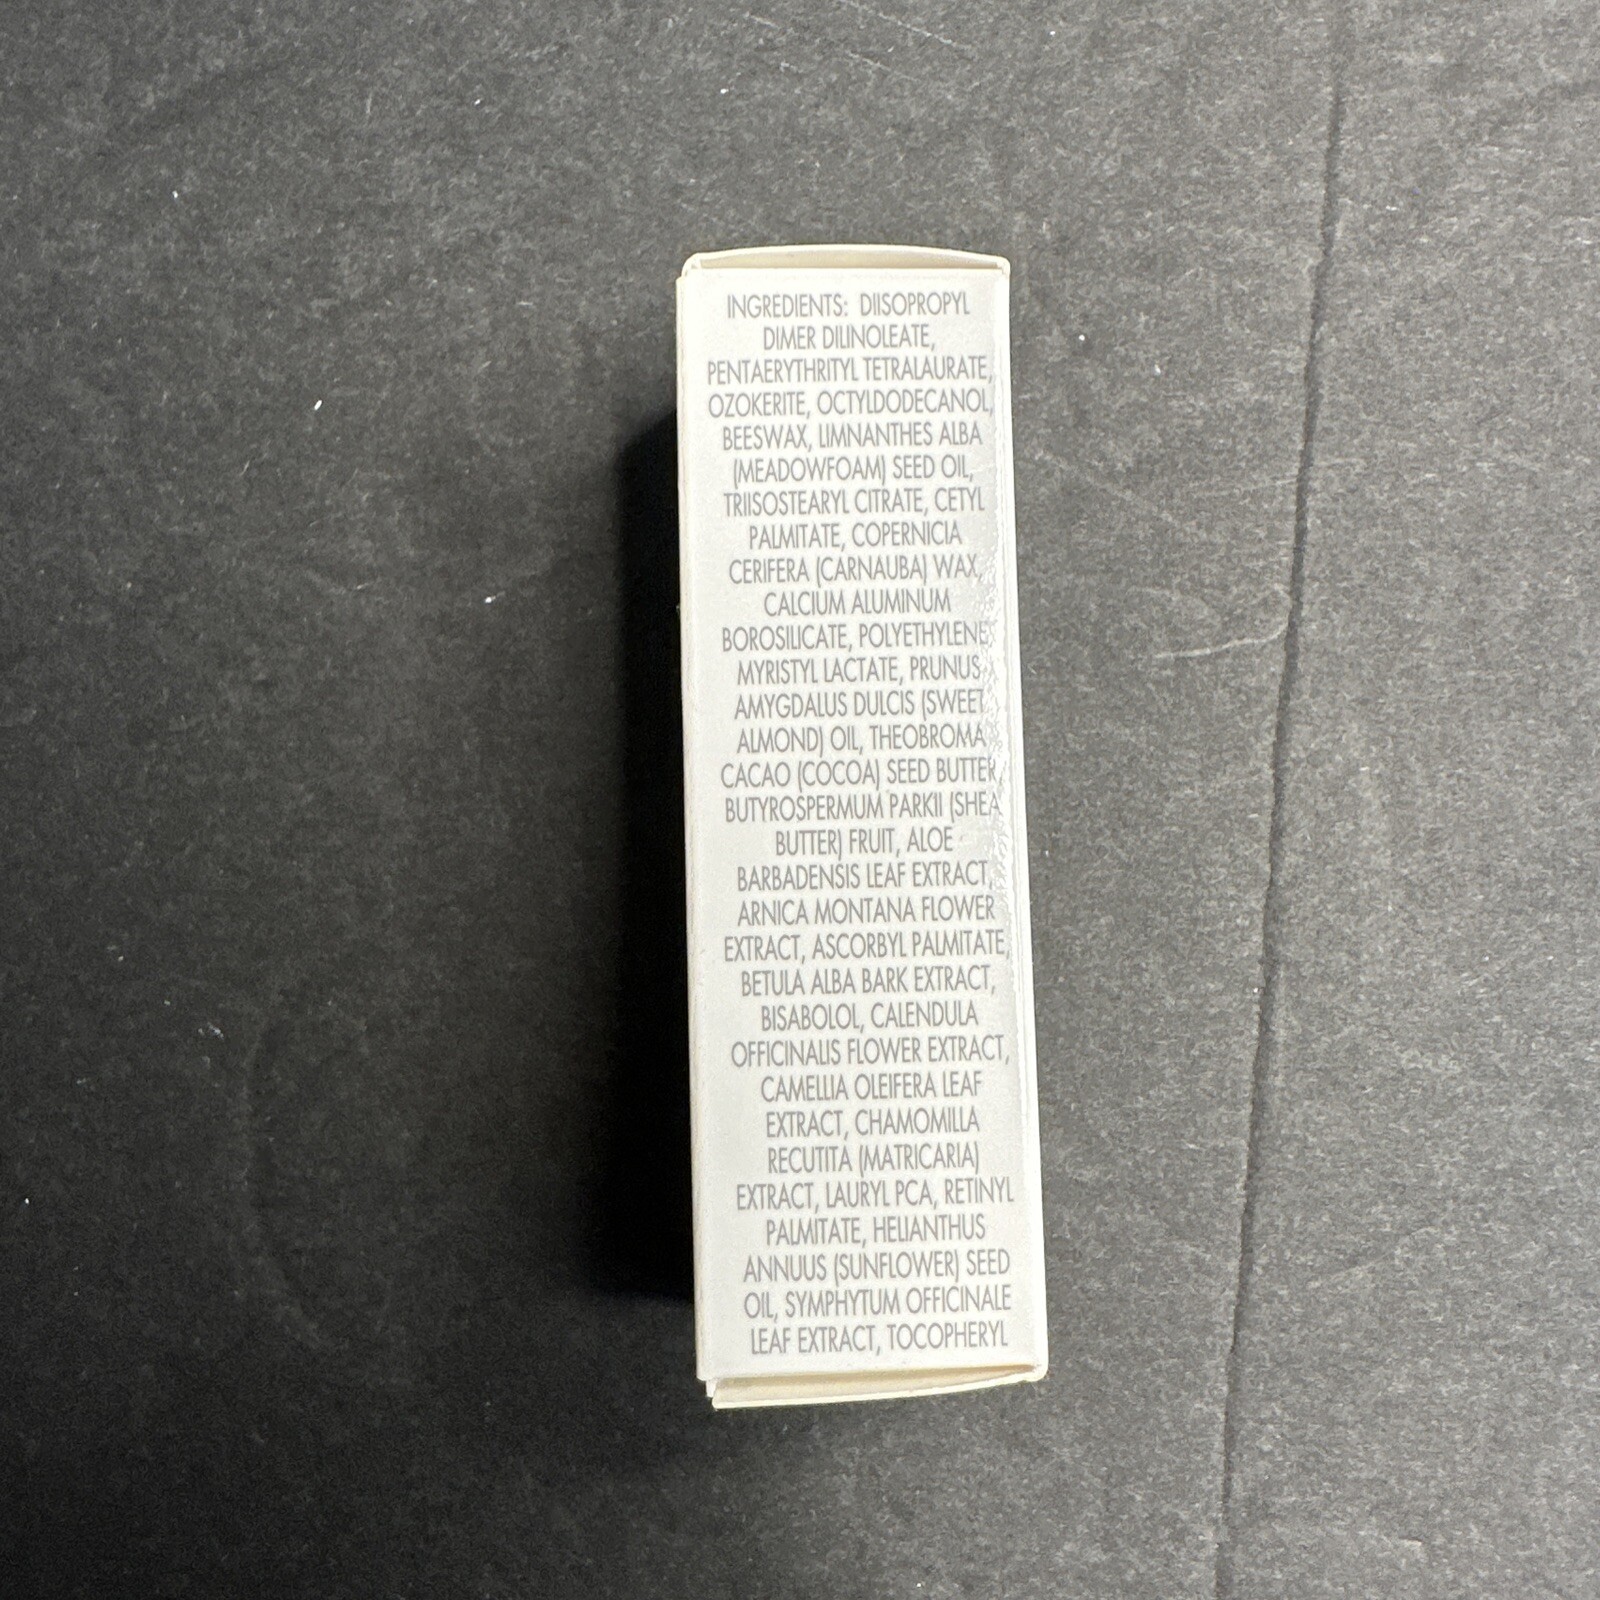 INGREDIENTS: DIISOPROPYL
DIMER DILINOLEATE,
PENTAERYTHRITYL TETRALAURATE,
OZOKERITE, OCTYLDODECANOL,
BEESWAX, LIMNANTHES ALBA
(MEADOWFOAM) SEED OIL,
TRIISOSTEARYL CITRATE, CETYL
PALMITATE, COPERNICIA
CERIFERA (CARNAUBA) WAX,
CALCIUM ALUMINUM
BOROSILICATE, POLYETHYLENE,
MYRISTYL LACTATE, PRUNUS
AMYGDALUS DULCIS (SWEET
ALMOND) OIL, THEOBROMA
CACAO (COCOA) SEED BUTTER,
BUTYROSPERMUM PARKII (SHEA
BUTTER) FRUIT, ALOE
BARBADENSIS LEAF EXTRACT,
ARNICA MONTANA FLOWER
EXTRACT, ASCORBYL PALMITATE,
BETULA ALBA BARK EXTRACT,
BISABOLOL, CALENDULA
OFFICINALIS FLOWER EXTRACT,
CAMELLIA OLEIFERA LEAF
EXTRACT, CHAMOMILLA
RECUTITA (MATRICARIA)
EXTRACT, LAURYL PCA, RETINYL
PALMITATE, HELIANTHUS
ANNUUS (SUNFLOWER) SEED
OIL, SYMPHYTUM OFFICINALE
LEAF EXTRACT, TOCOPHERYL